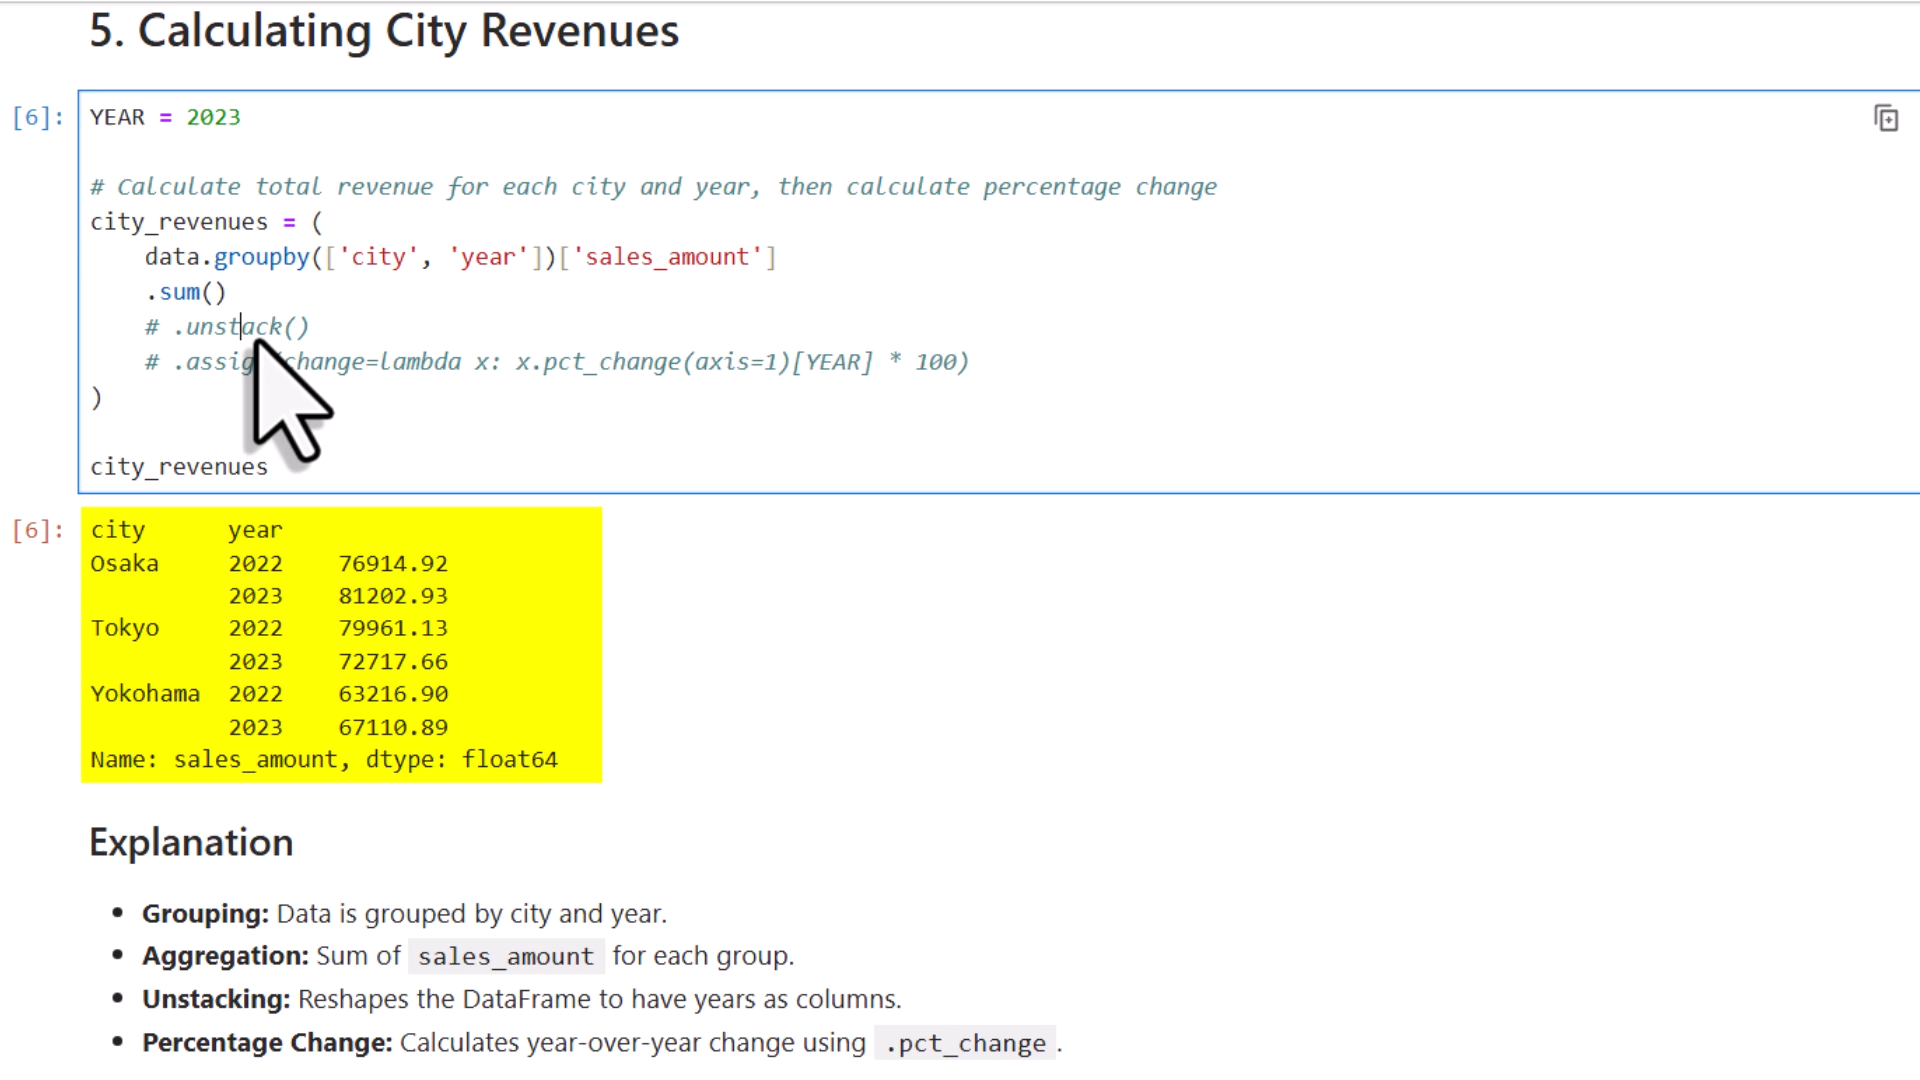 5. Calculating City Revenues
[6]:
YEAR = 2023
# Calculate total revenue for each city and year, then calculate percentage change
city_revenues = (
data.groupby(['city', 'year'])['sales_amount']
.sum()
# .unstack()
# .assig change=lambda x: x.pct_change(axis=1)[YEAR] * 100)
)
city_revenues
[6]:
city year
Osaka 2022 76914.92
2023 81202.93
Tokyo 2022 79961.13
2023 72717.66
Yokohama 2022 63216.90
2023 67110.89
Name: sales_amount, dtype: float64
Explanation
• Grouping: Data is grouped by city and year.
• Aggregation: Sum of sales_amount for each group.
• Unstacking: Reshapes the DataFrame to have years as columns.
• Percentage Change: Calculates year-over-year change using .pct_change .